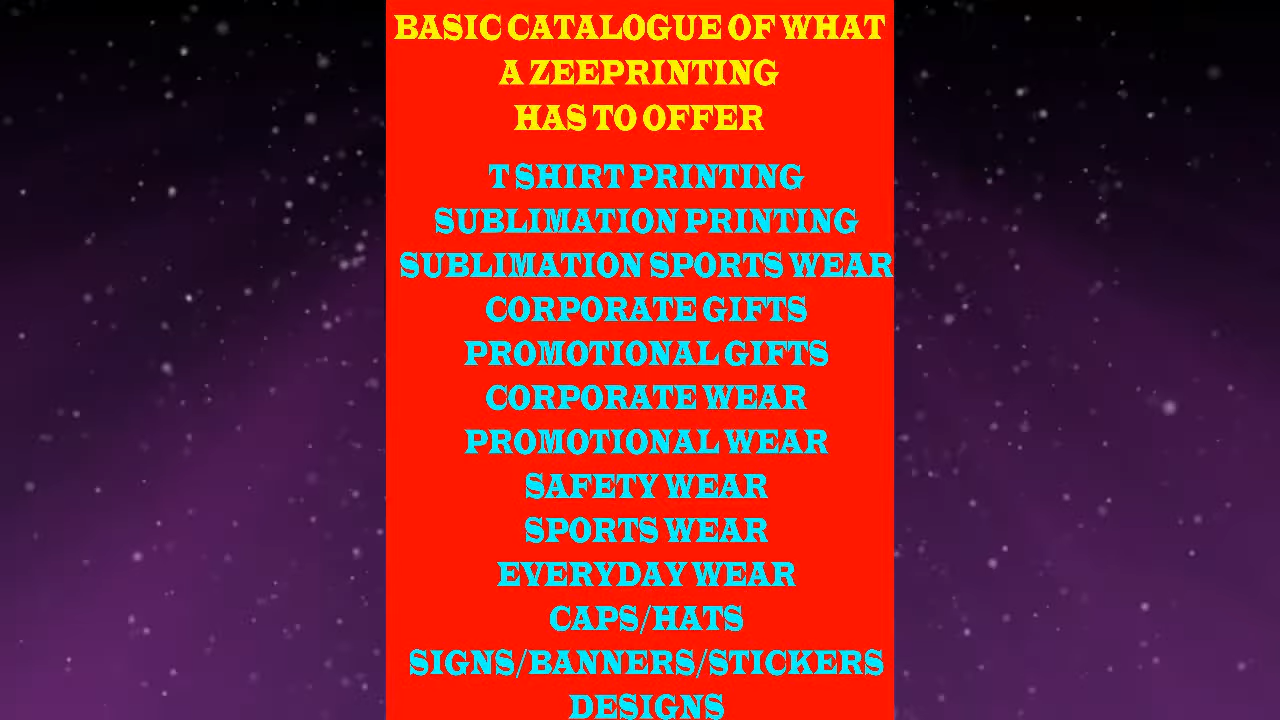 BASIC CATALOGUE OF WHAT
A ZEEPRINTING
HAS TO OFFER
T SHIRT PRINTING
SUBLIMATION PRINTING
SUBLIMATION SPORTS WEAR
CORPORATE GIFTS
PROMOTIONAL GIFTS
CORPORATE WEAR
PROMOTIONAL WEAR
SAFETY WEAR
SPORTS WEAR
EVERYDAY WEAR
CAPS/HATS
SIGNS/BANNERS/STICKERS
DESIGNS